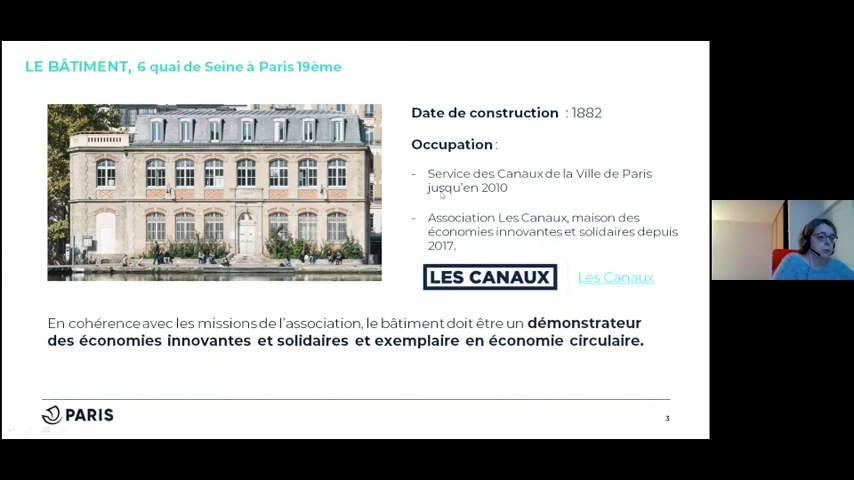 LE BÂTIMENT, 6 quai de Seine à Paris 19ème
Date de construction : 1882
Occupation :
- Service des Canaux de la Ville de Paris
jusqu'en 2010
- Association Les Canaux, maison des
économies innovantes et solidaires depuis
2017.
LES CANAUX
Les Canaux
En cohérence avec les missions de l'association, le bâtiment doit être un démonstrateur
des économies innovantes et solidaires et exemplaire en économie circulaire.
PARIS
3